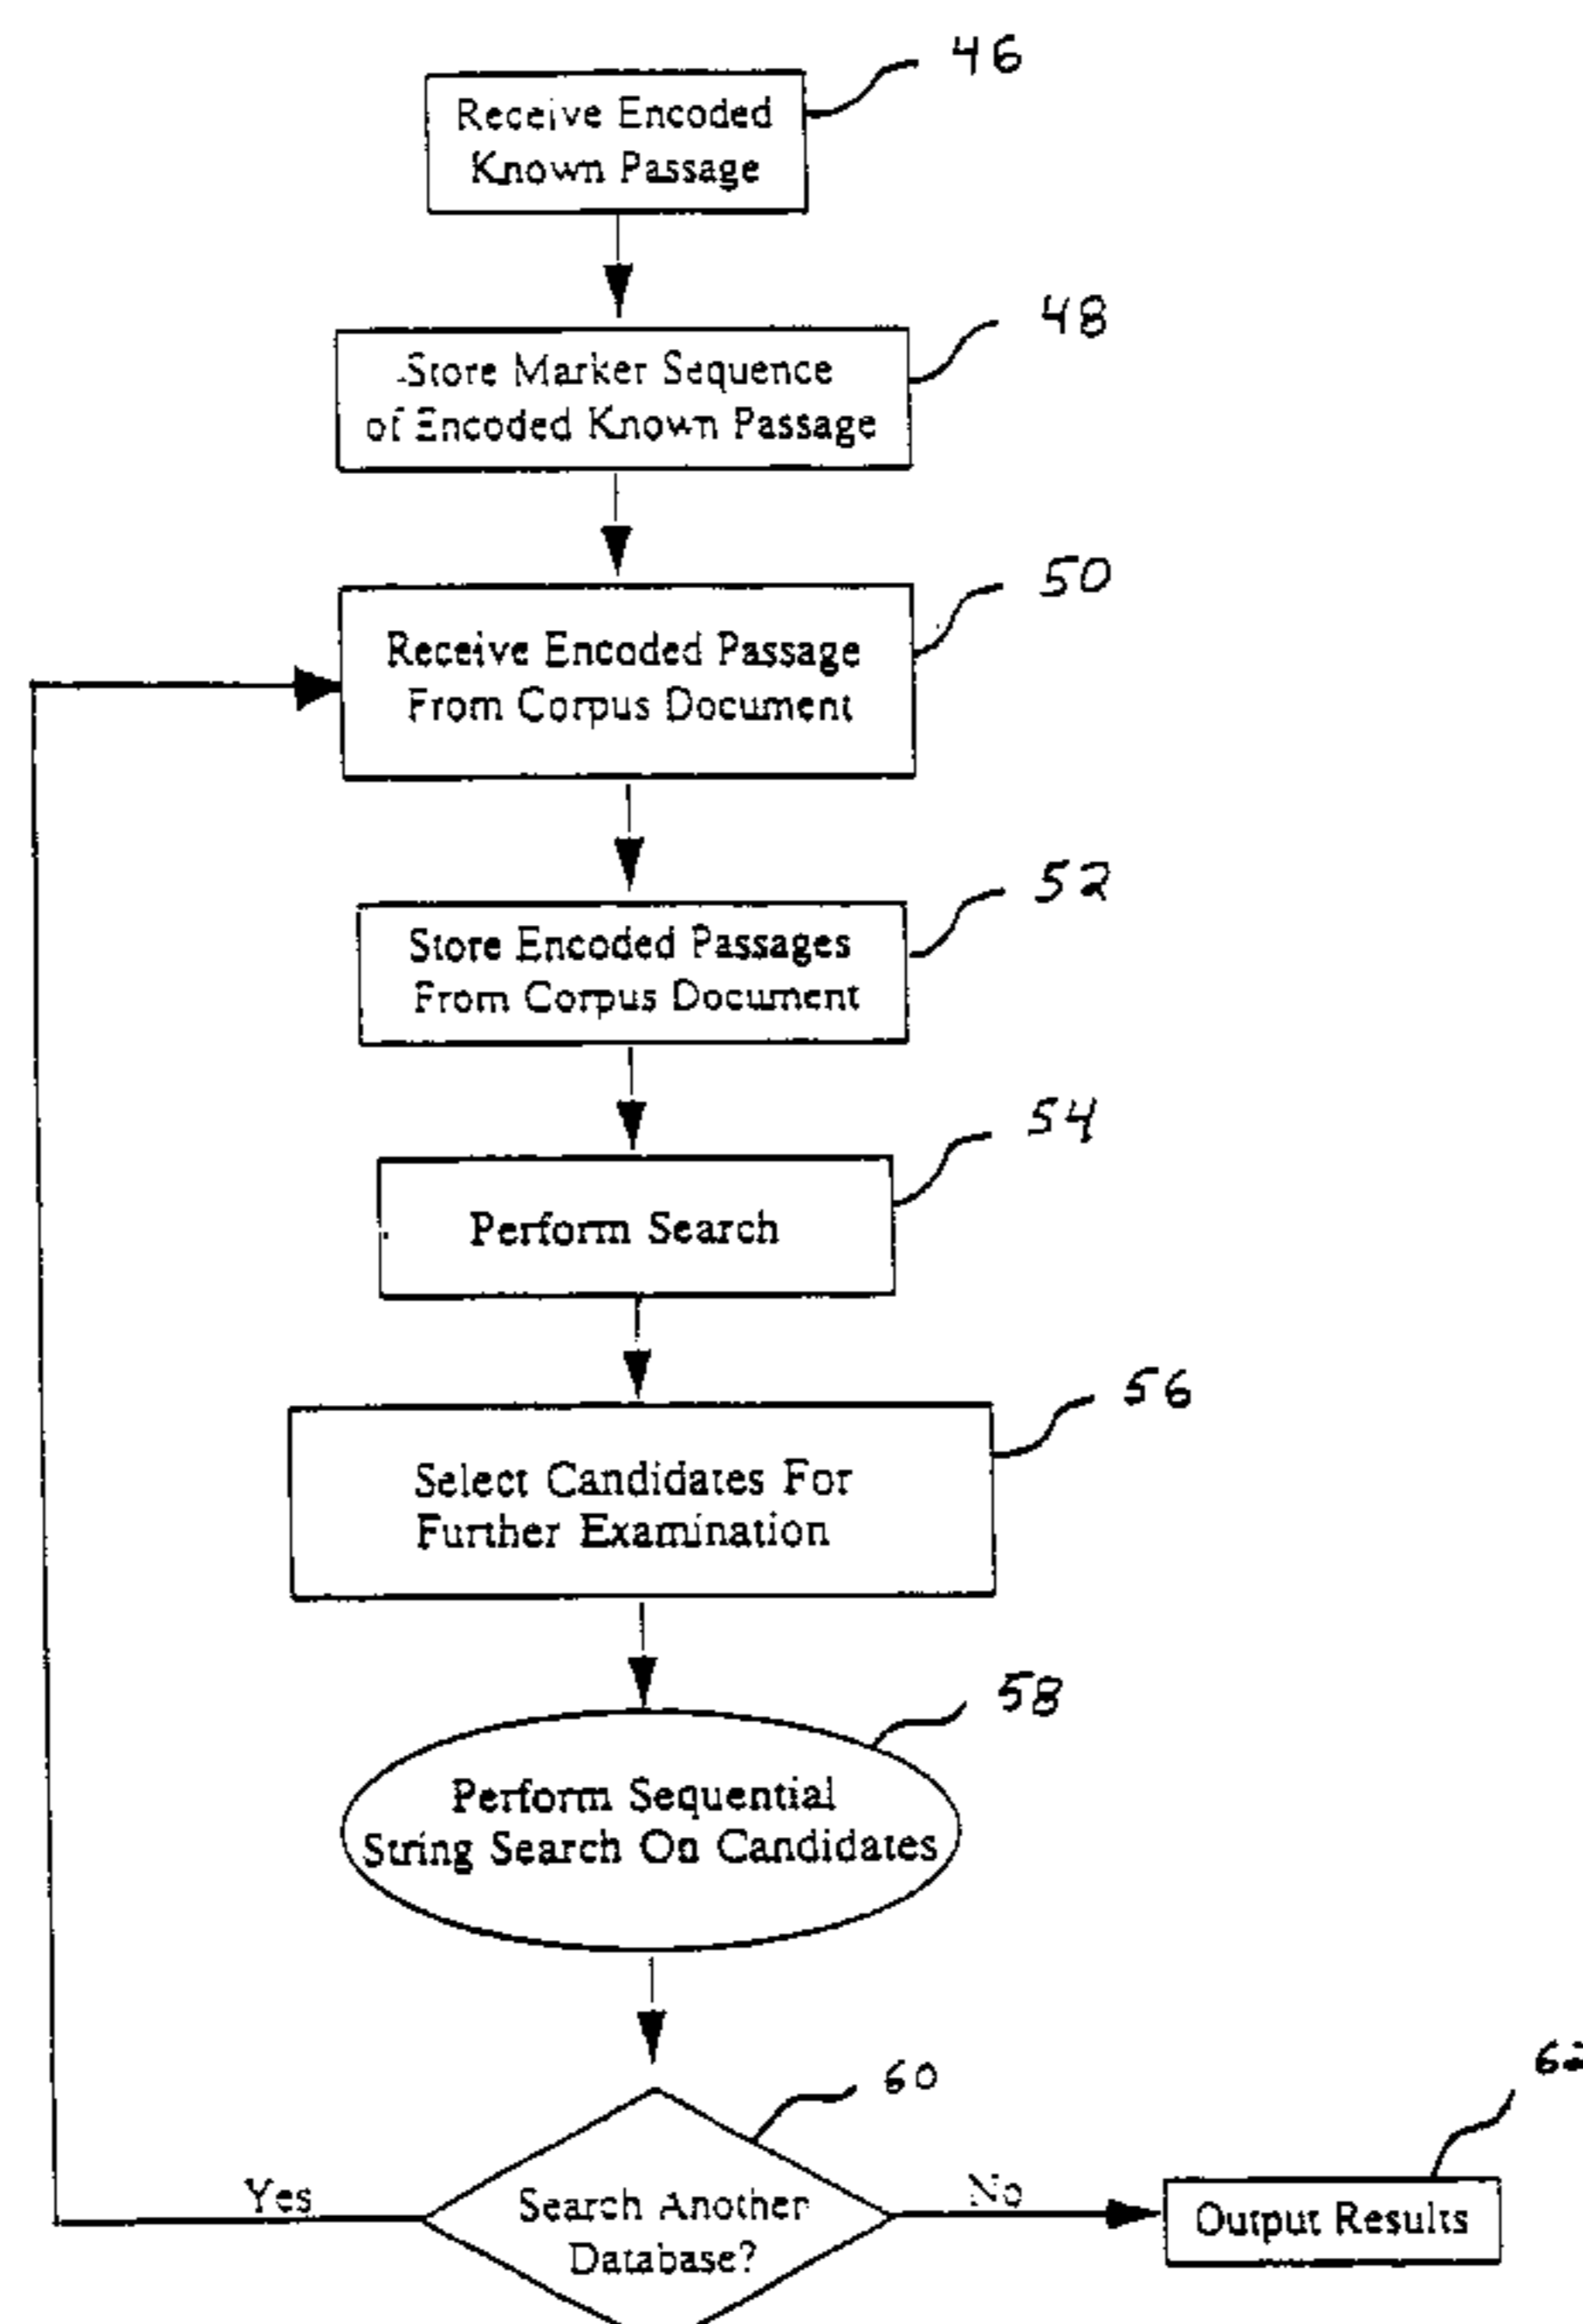 46
Receive Encoded
Known Passage
48
Store Marker Sequence
of Encoded Known Passage
50
Receive Encoded Passage
From Corpus Document
52
Store Encoded Passages
From Corpus Document
54
Perform Search
56
Select Candidates For
Further Examination
58
Perform Sequential
String Search On Candidates
60
62
Yes
Search Another
Database?
No
Output Results